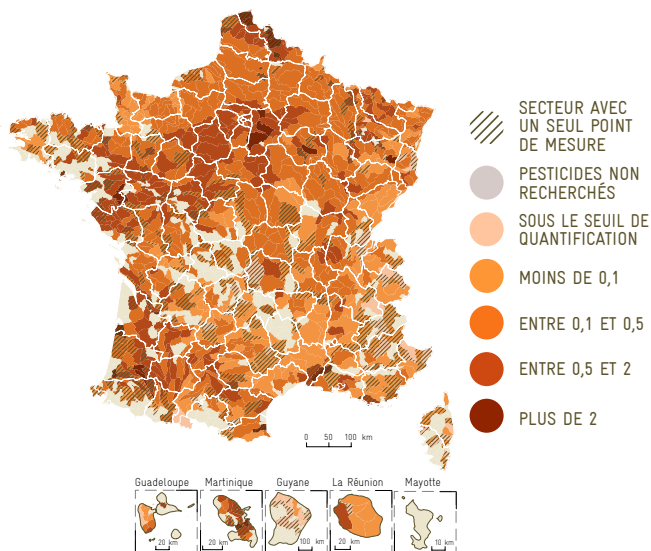 SECTEUR AVEC
UN SEUL POINT
DE MESURE
PESTICIDES NON
RECHERCHÉS
SOUS LE SEUIL DE
QUANTIFICATION
MOINS DE 0,1
ENTRE 0,1 ET 0,5
ENTRE 0,5 ET 2
PLUS DE 2
0 50 100 km
Guadeloupe Martinique Guyane La Réunion Mayotte
20 km 20 km 100 km 20 km 10 km